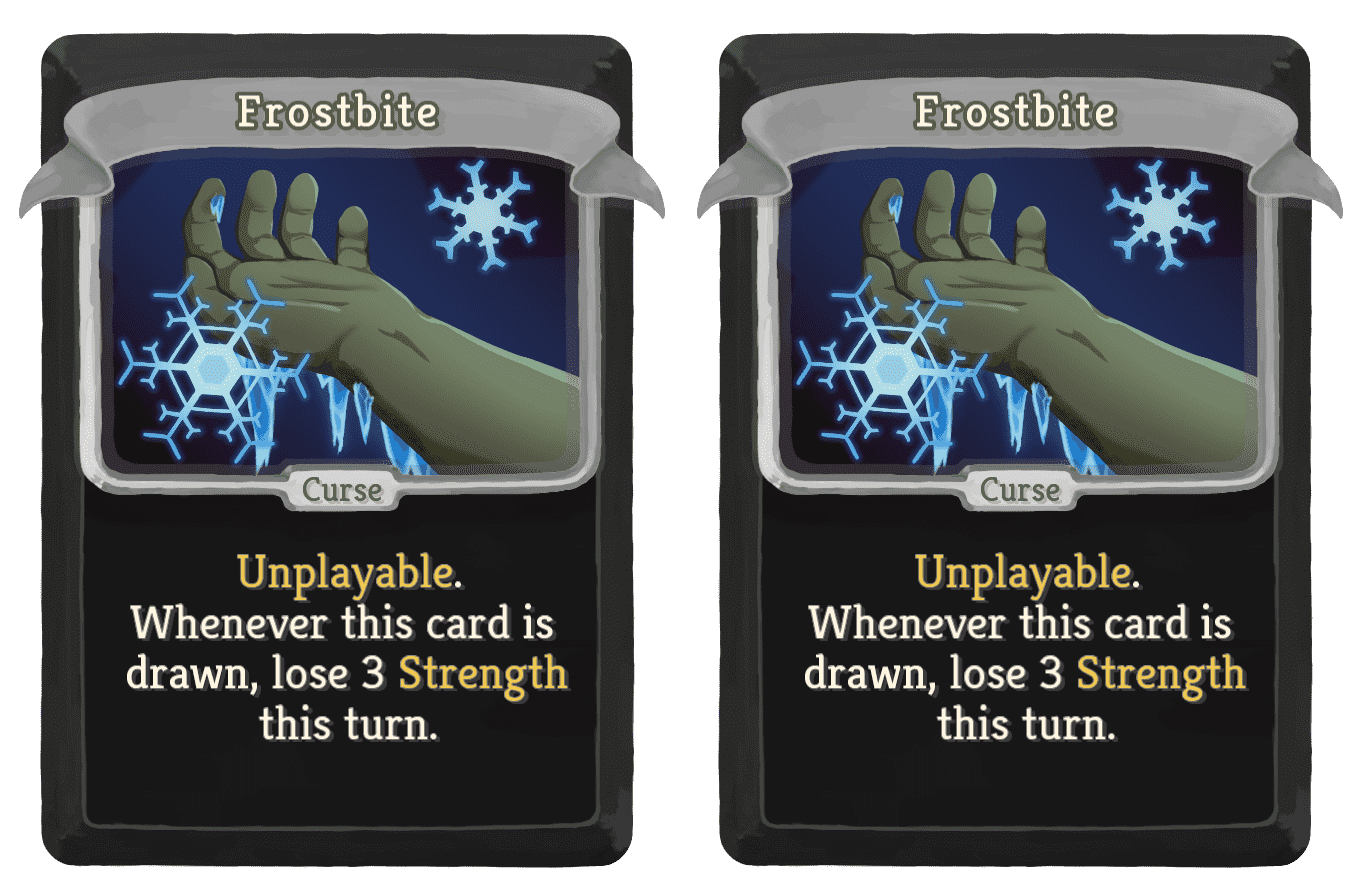 Frostbite
Curse
Unplayable.
Whenever this card is
drawn, lose 3 Strength
this turn.
Frostbite
Curse
Unplayable.
Whenever this card is
drawn, lose 3 Strength
this turn.